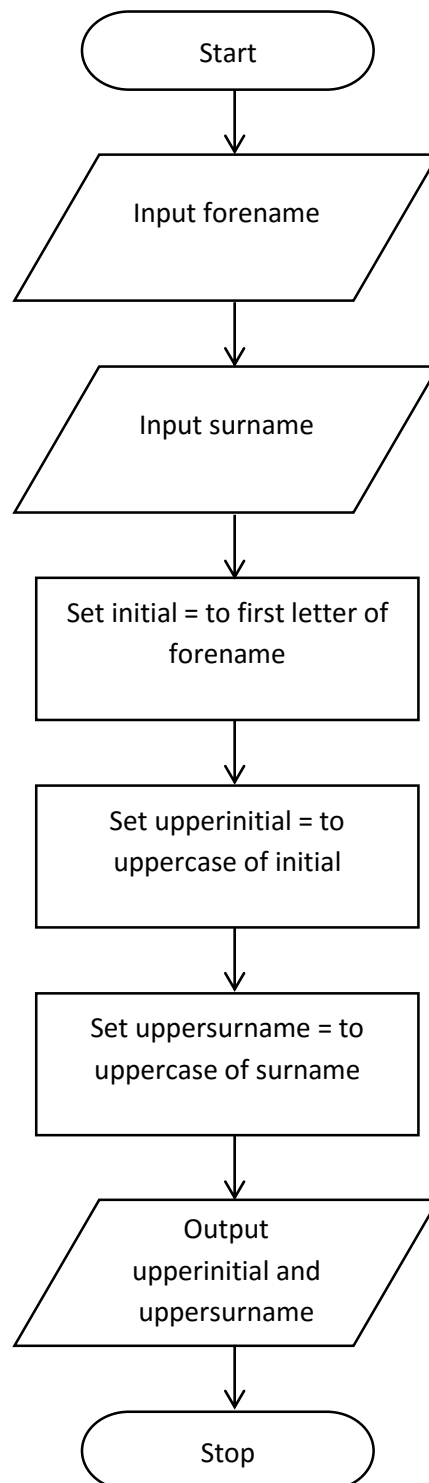 Start
Input forename
Input surname
Set initial = to first letter of
forename
Set upperinitial = to
uppercase of initial
Set uppersurname = to
uppercase of surname
Output
upperinitial and
uppersurname
Stop